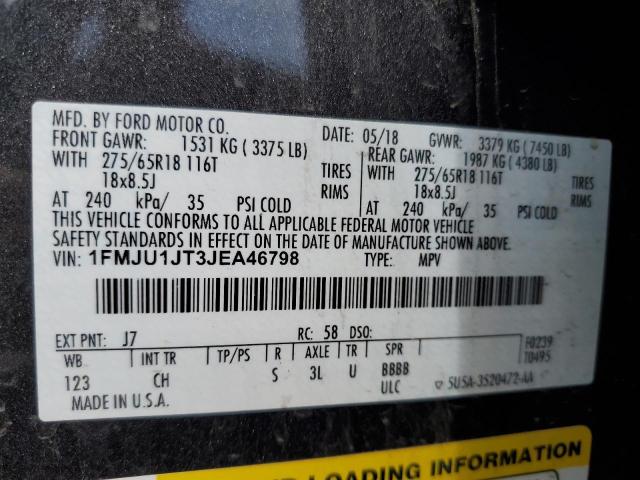 MFD. BY FORD MOTOR CO.
DATE: 05/18 GVWR: 3379 KG (7450 LB)
FRONT GAWR: 1531 KG (3375 LB) REAR GAWR: 1987 KG (4380 LB)
WITH 275/65R18 116T TIRES WITH 275/65R18 116T TIRES
18x8.5J RIMS 18x8.5J RIMS
AT 240 kPa/ 35 PSI COLD AT 240 kPa/ 35 PSI COLD
THIS VEHICLE CONFORMS TO ALL APPLICABLE FEDERAL MOTOR VEHICLE
SAFETY STANDARDS IN EFFECT ON THE DATE OF MANUFACTURE SHOWN ABOVE.
VIN: 1FMJU1JT3JEA46798 TYPE: MPV
EXT PNT: J7 RC: 58 DSO:
WB INT TR TP/PS R AXLE TR SPR
123 CH S 3L U BBBB
ULC
F0239
T0495
5U5A-3520472-AA
MADE IN U.S.A.
LOADING INFORMATION